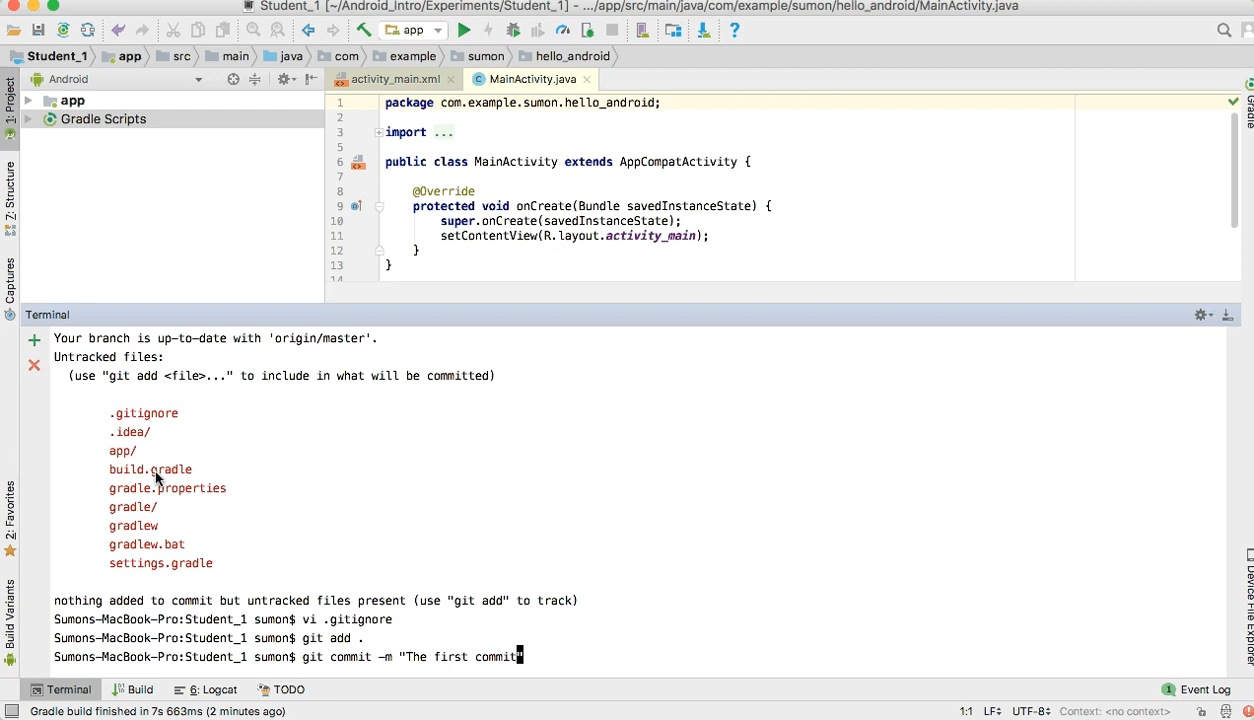 Student_1 [~/Android_Intro/Experiments/Student_1] - .../app/src/main/java/com/example/sumon/hello_android/MainActivity.java
app
Student_1 app src main java com example sumon hello_android
Android
activity_main.xml
MainActivity.java
1: Project
Z: Structure
Captures
2: Favorites
Build Variants
app
Gradle Scripts
1 package com.example.sumon.hello_android;
2
3 import ...
5
6 public class MainActivity extends AppCompatActivity {
7
8 @Override
9 protected void onCreate(Bundle savedInstanceState) {
10 super.onCreate(savedInstanceState);
11 setContentView(R.layout.activity_main);
12 }
13 }
14
Gradle
Device File Explorer
Terminal
Your branch is up-to-date with 'origin/master'.
Untracked files:
(use "git add <file>..." to include in what will be committed)
.gitignore
.idea/
app/
build.gradle
gradle.properties
gradle/
gradlew
gradlew.bat
settings.gradle
nothing added to commit but untracked files present (use "git add" to track)
Sumons-MacBook-Pro:Student_1 sumon$ vi .gitignore
Sumons-MacBook-Pro:Student_1 sumon$ git add .
Sumons-MacBook-Pro:Student_1 sumon$ git commit -m "The first commit"
Terminal Build 6: Logcat TODO 1 Event Log
Gradle build finished in 7s 663ms (2 minutes ago) 1:1 LF UTF-8 Context: <no context>